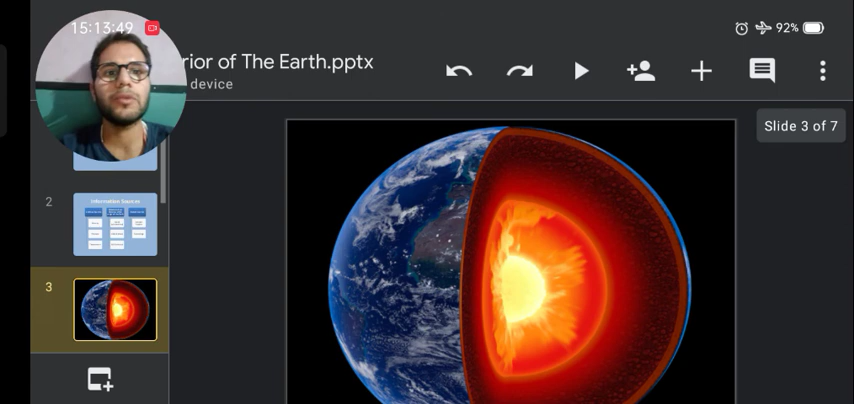 15:13:49
92%
rior of The Earth.pptx
device
Slide 3 of 7
2
Information Sources
3